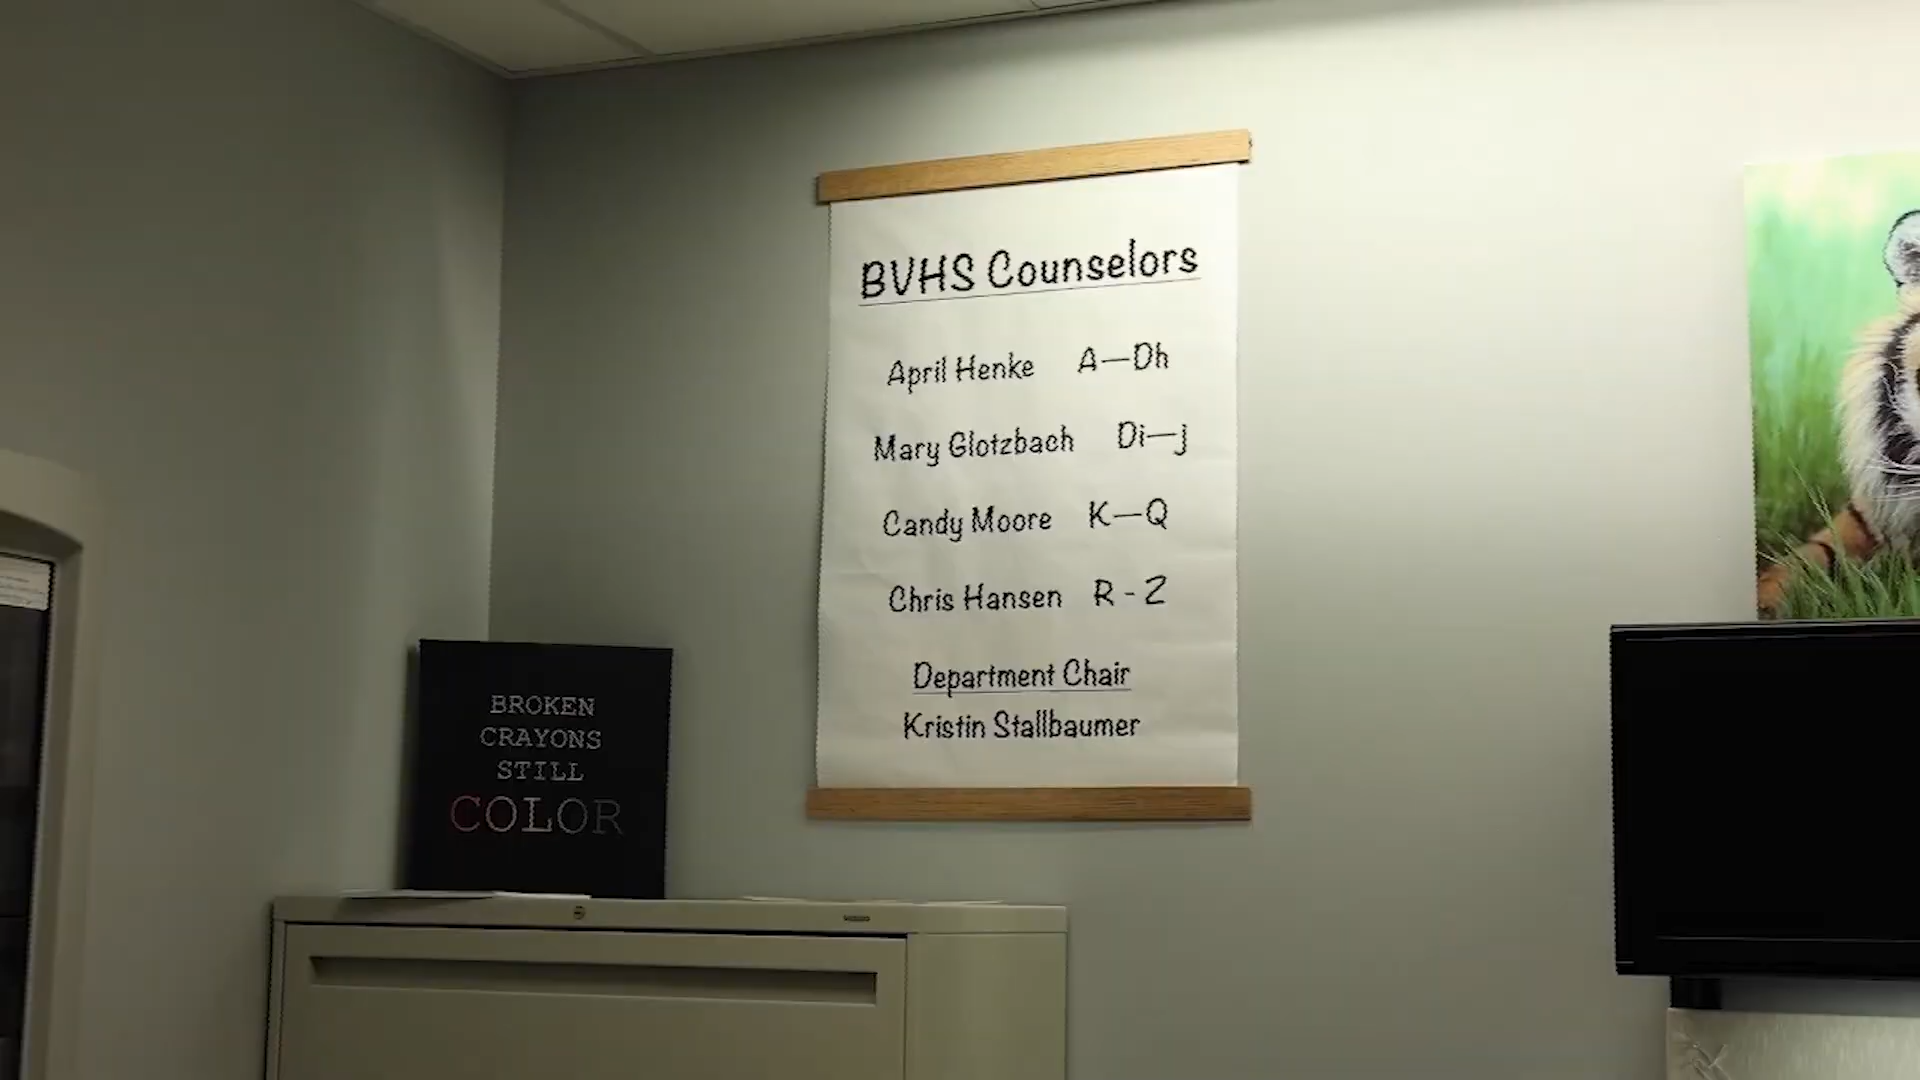 BVHS Counselors
April Henke A—Dh
Mary Glotzbach Di—j
Candy Moore K—Q
Chris Hansen R - Z
Department Chair
Kristin Stallbaumer
BROKEN
CRAYONS
STILL
COLOR